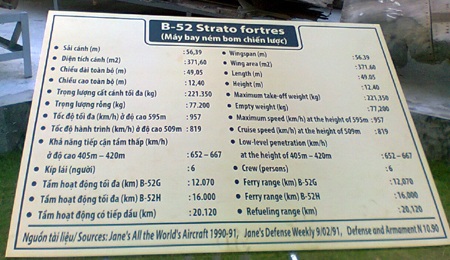 B-52 Strato fortres
(Máy bay ném bom chiến lược)
• Sải cánh (m) : 56,39
• Diện tích cánh (m2) : 371,60
• Chiều dài toàn bộ (m) : 49,05
• Chiều cao toàn bộ (m) : 12,40
• Trọng lượng cất cánh tối đa (kg) : 221.350
• Trọng lượng rỗng (kg) : 77.200
• Tốc độ tối đa (km/h) ở độ cao 595m : 957
• Tốc độ hành trình (km/h) ở độ cao 509m : 819
• Khả năng tiếp cận tầm thấp (km/h)
ở độ cao 405m – 420m : 652 – 667
• Kíp lái (người) : 6
• Tầm hoạt động tối đa (km) B-52G : 12.070
• Tầm hoạt động tối đa (km) B-52H : 16.000
• Tầm hoạt động có tiếp dầu (km) : 20.120
• Wingspan (m) : 56.39
• Wing area (m2) : 371.60
• Length (m) : 49.05
• Height (m) : 12.40
• Maximum take-off weight (kg) : 221,350
• Empty weight (kg) : 77,200
• Maximum speed (km/h) at the height of 595m : 957
• Cruise speed (km/h) at the height of 509m : 819
• Low-level penetration (km/h)
at the height of 405m – 420m : 652 – 667
• Crew (persons) : 6
• Ferry range (km) B-52G : 12,070
• Ferry range (km) B-52H : 16,000
• Refueling range (km) : 20,120
Nguồn tài liệu/ Sources: Jane's All the World's Aircraft 1990-91, Jane's Defense Weekly 9/02/91, Defense and Armament N 10.90